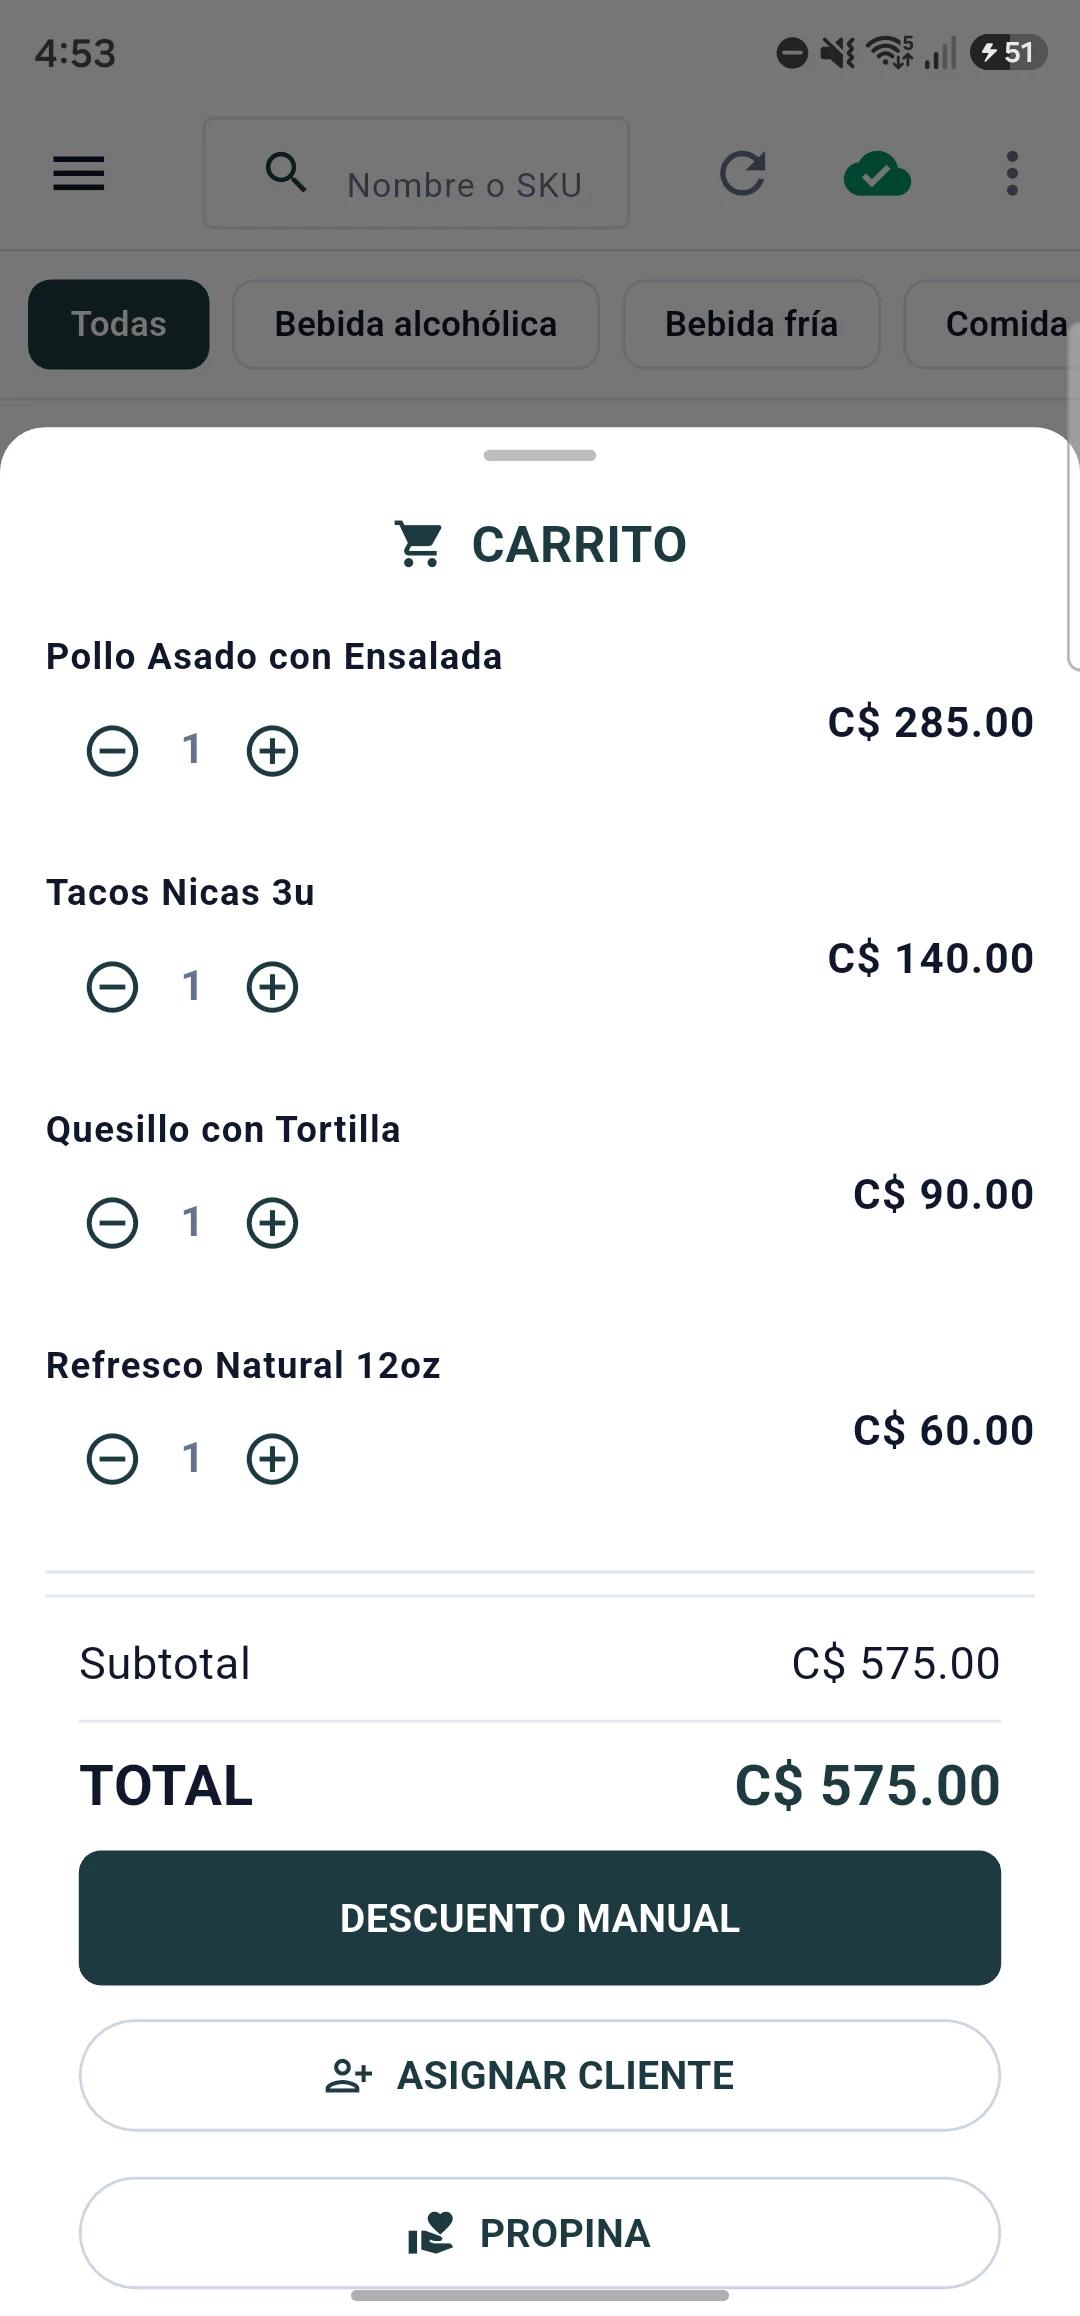 4:53
5
51
Nombre o SKU
Todas
Bebida alcohólica
Bebida fría
Comida
CARRITO
Pollo Asado con Ensalada
1
C$ 285.00
Tacos Nicas 3u
1
C$ 140.00
Quesillo con Tortilla
1
C$ 90.00
Refresco Natural 12oz
1
C$ 60.00
Subtotal
C$ 575.00
TOTAL
C$ 575.00
DESCUENTO MANUAL
ASIGNAR CLIENTE
PROPINA